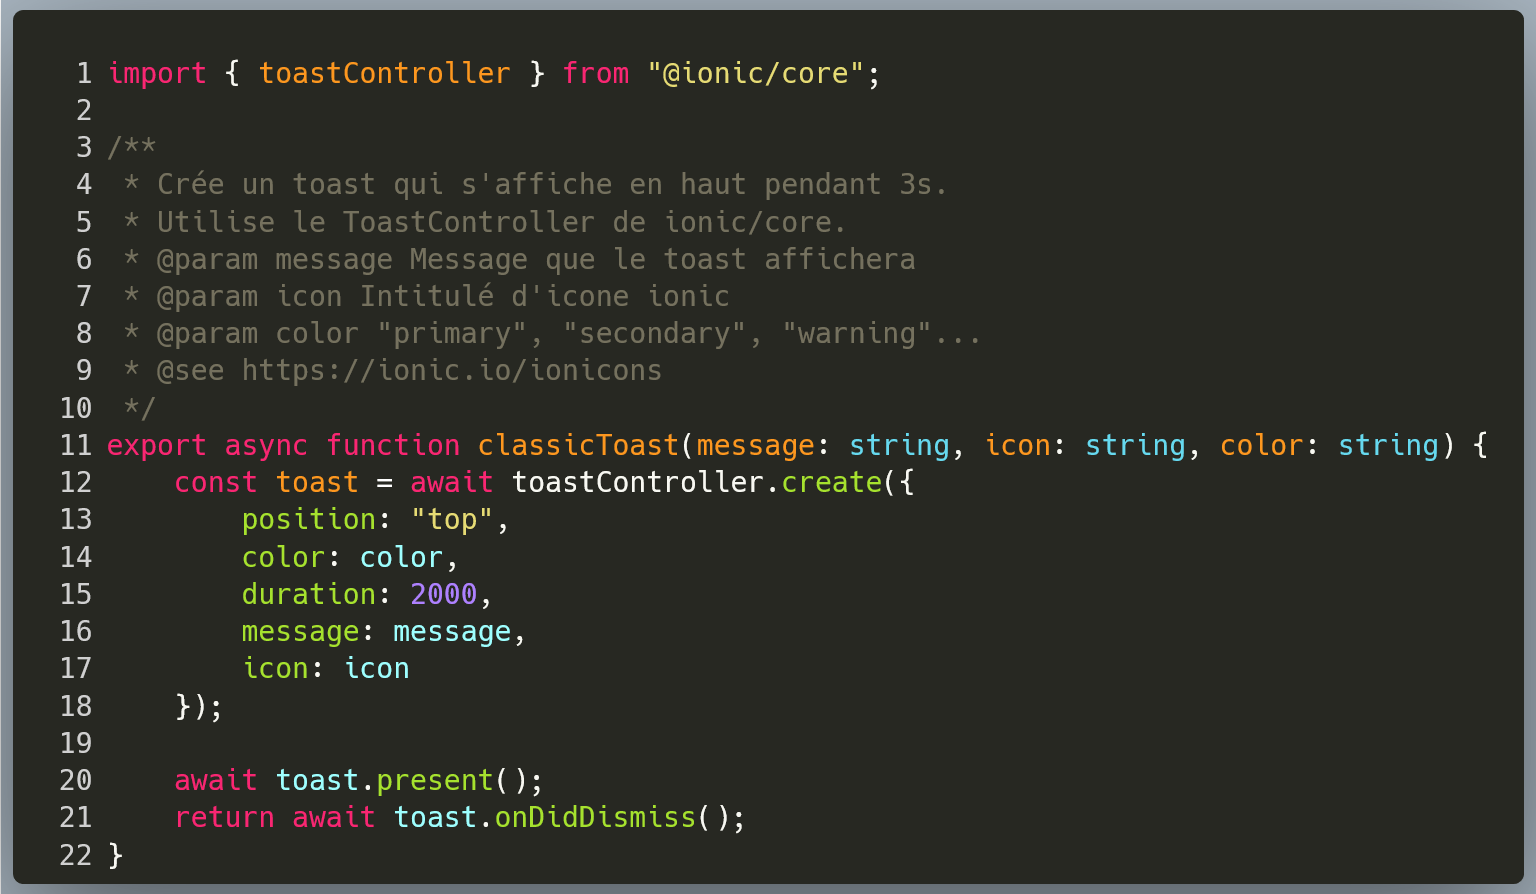 1 import { toastController } from "@ionic/core";
2
3 /**
4  * Crée un toast qui s'affiche en haut pendant 3s.
5  * Utilise le ToastController de ionic/core.
6  * @param message Message que le toast affichera
7  * @param icon Intitulé d'icone ionic
8  * @param color "primary", "secondary", "warning"...
9  * @see https://ionic.io/ionicons
10  */
11 export async function classicToast(message: string, icon: string, color: string) {
12     const toast = await toastController.create({
13         position: "top",
14         color: color,
15         duration: 2000,
16         message: message,
17         icon: icon
18     });
19
20     await toast.present();
21     return await toast.onDidDismiss();
22 }